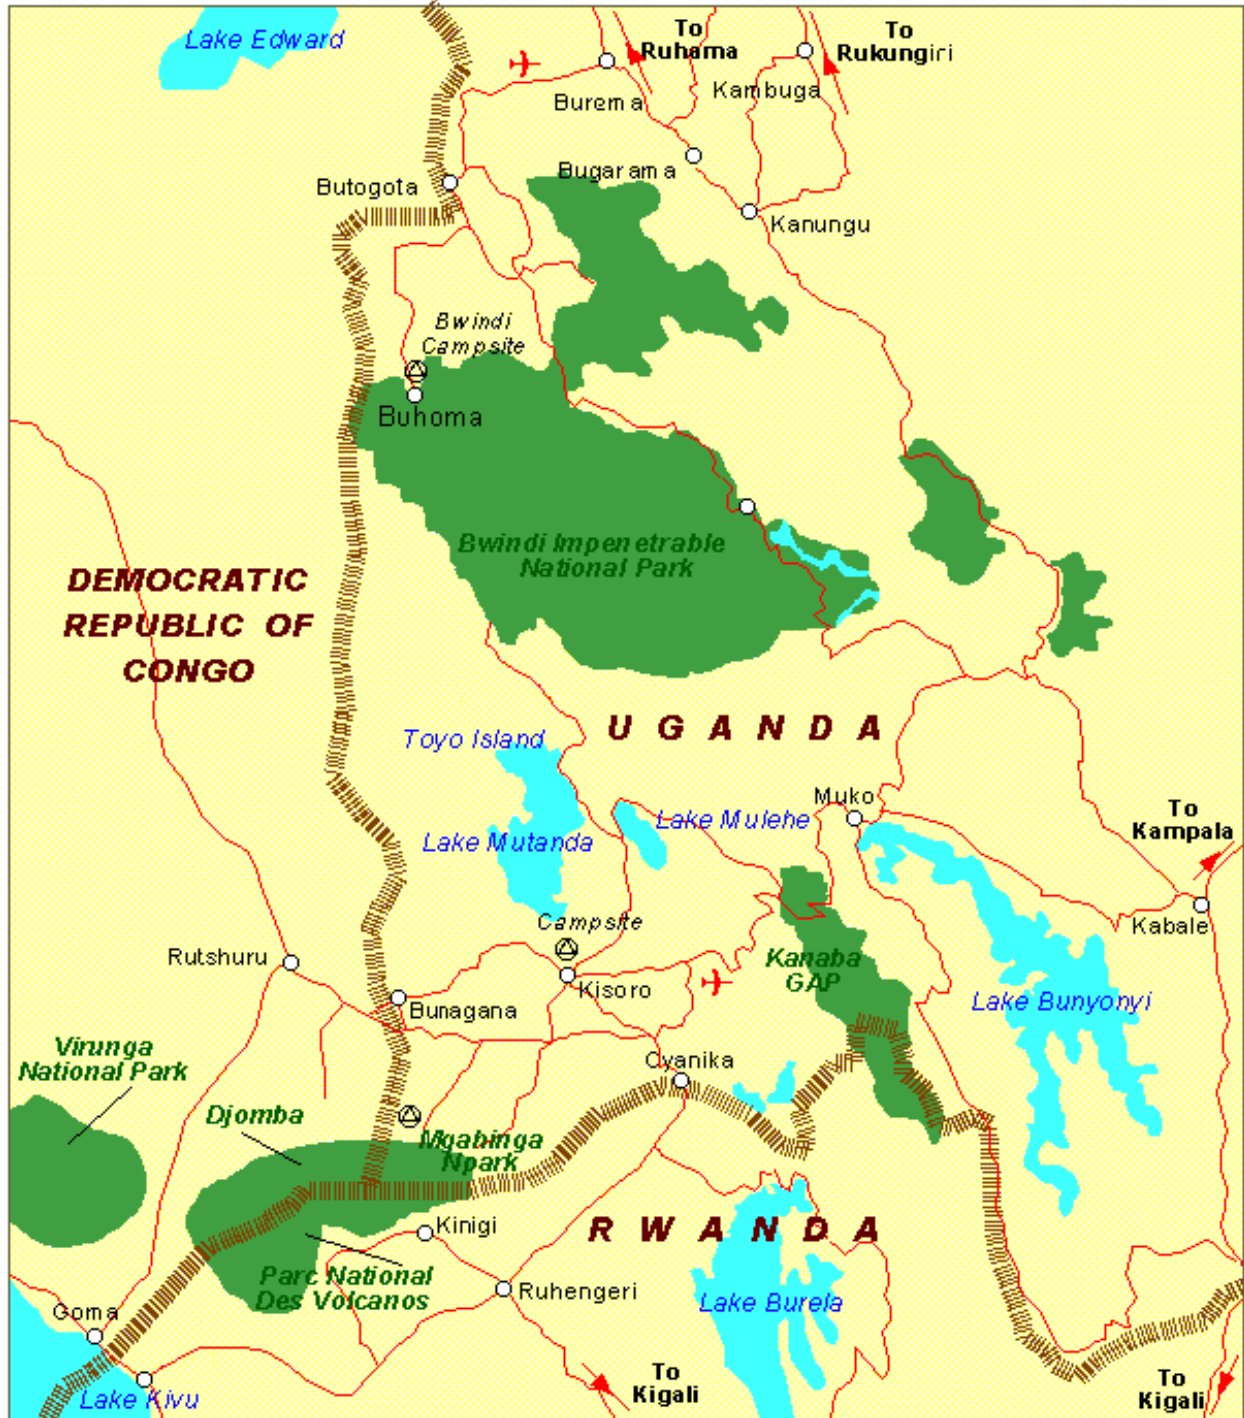 Lake Edward
To
Ruhama
To
Rukungiri
Burema
Kambuga
Bugarama
Butogota
Kanungu
Bwindi
Campsite
Buhoma
Bwindi Impenetrable
National Park
DEMOCRATIC
REPUBLIC OF
CONGO
UGANDA
Toyo Island
Muko
To
Kampala
Lake Mulehe
Lake Mutanda
Campsite
Kabale
Rutshuru
Kanaba
GAP
Kisoro
Bunagana
Lake Bunyonyi
Virunga
National Park
Cyanika
Djomba
Mgahinga
Npark
Kinigi
RWANDA
Parc National
Des Volcanos
Ruhengeri
Lake Burela
Goma
To
Kigali
To
Kigali
Lake Kivu